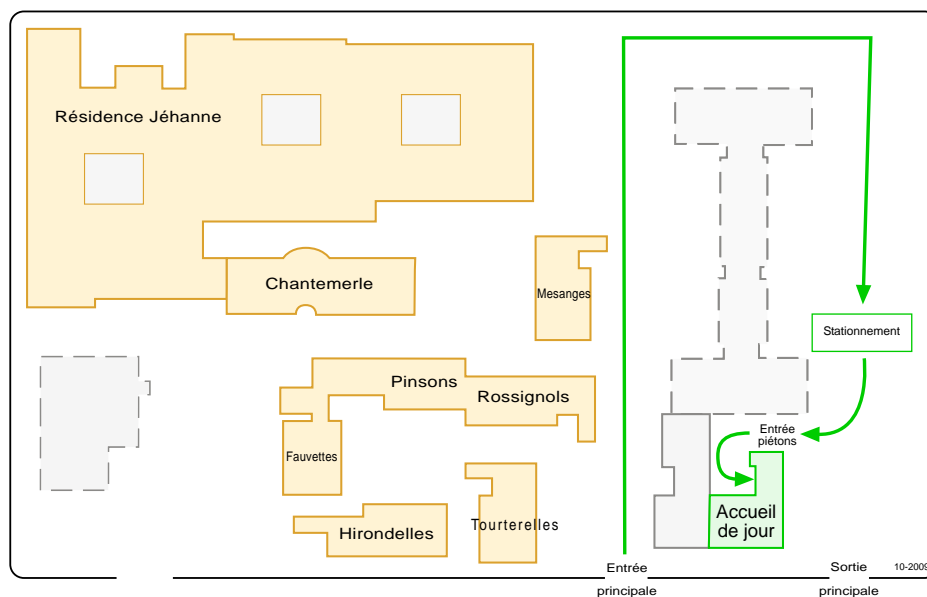 Résidence Jéhanne
Chantemerle
Mesanges
Stationnement
Pinsons
Rossignols
Entrée
piétons
Fauvettes
Accueil
de jour
Tourterelles
Hirondelles
Entrée
principale
Sortie
principale
10-2009